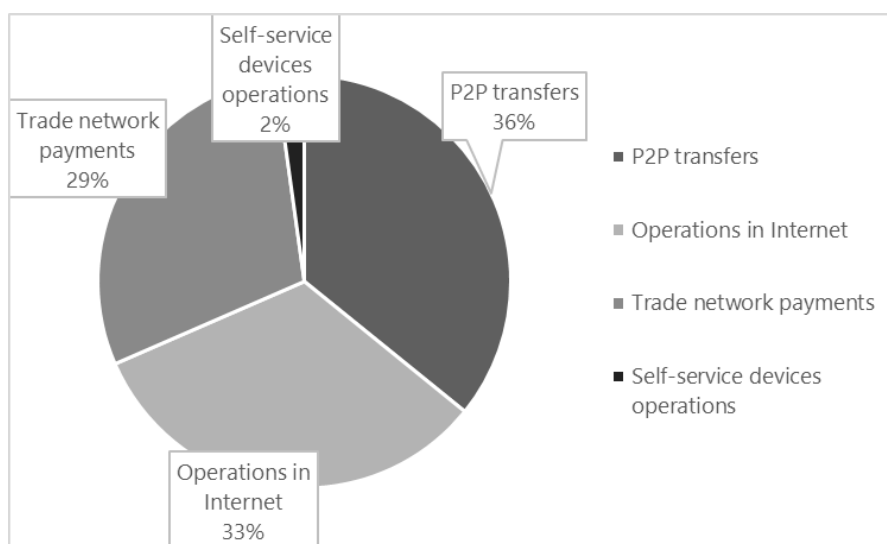 Self-service
devices
operations
2%
P2P transfers
36%
Trade network
payments
29%
Operations in
Internet
33%
P2P transfers
Operations in Internet
Trade network payments
Self-service devices
operations